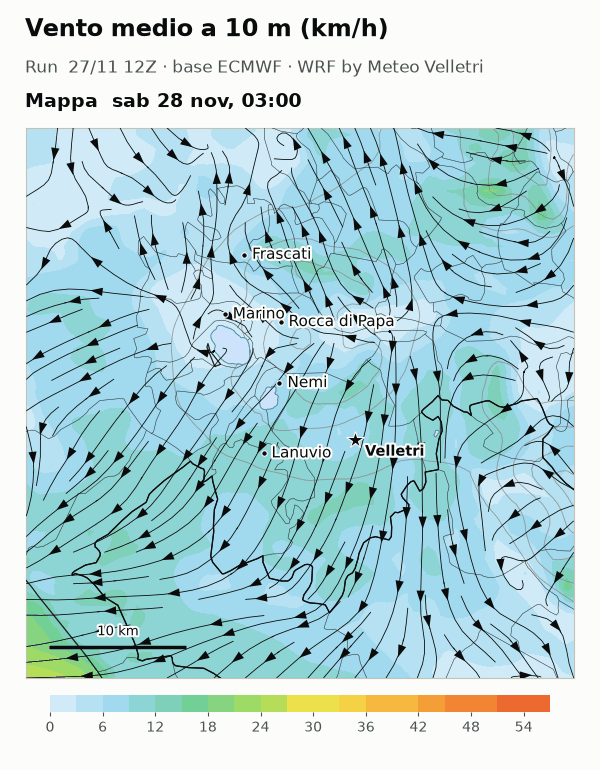 Vento medio a 10 m (km/h)
Run 27/11 12Z · base ECMWF · WRF by Meteo Velletri
Mappa sab 28 nov, 03:00
Frascati
Marino
Rocca di Papa
Nemi
Velletri
Lanuvio
10 km
0 6 12 18 24 30 36 42 48 54